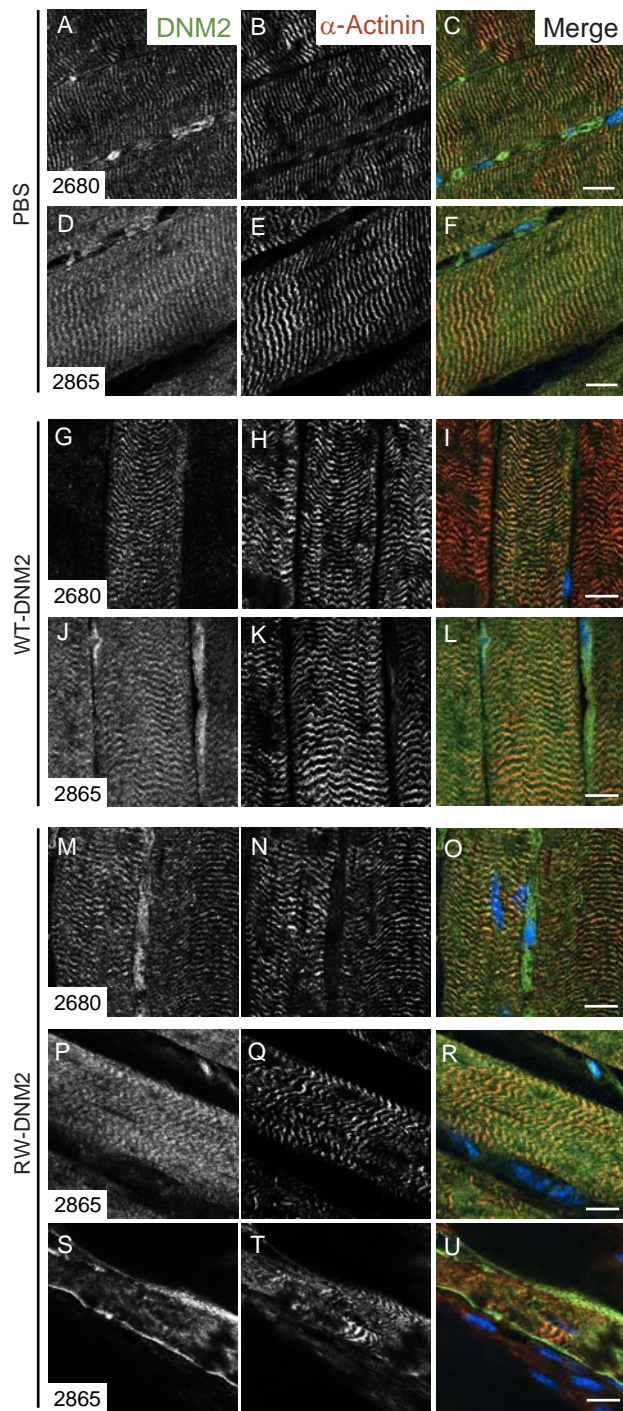 A DNM2 B α-Actinin C Merge
2680
D E F
2865
PBS
G H I
2680
J K L
2865
WT-DNM2
M N O
2680
P Q R
2865
S T U
2865
RW-DNM2